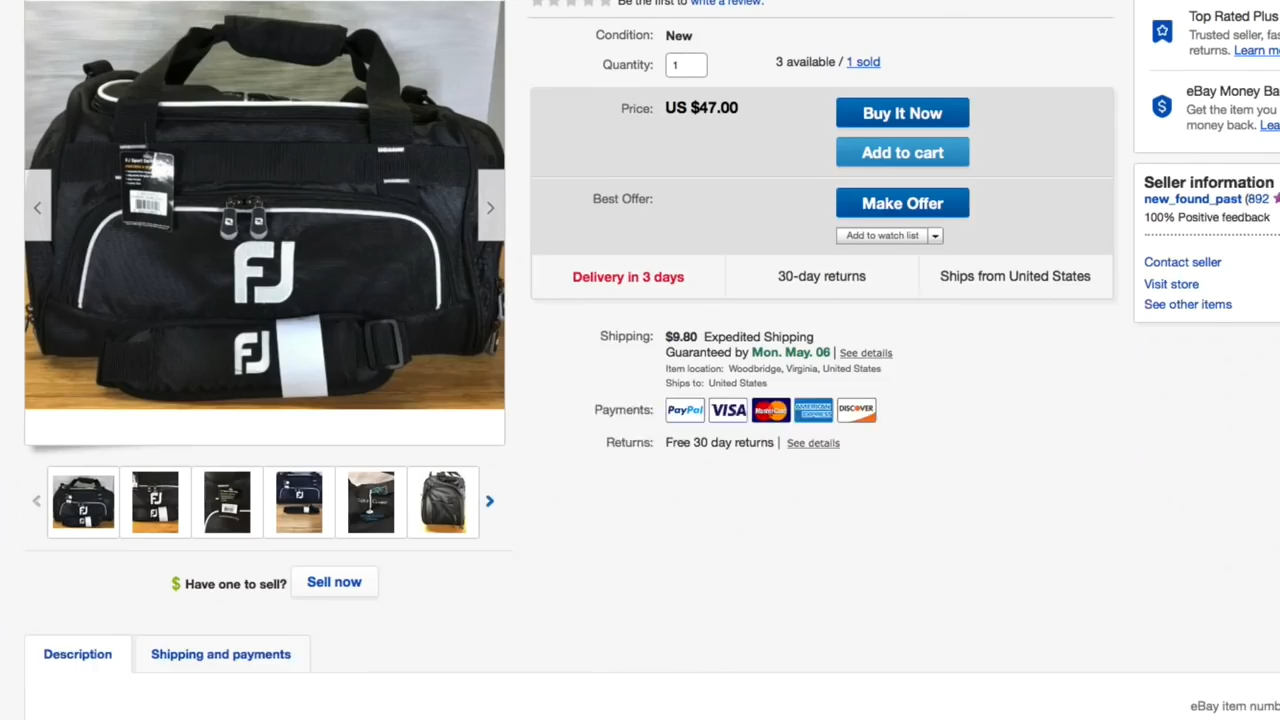 Be the first to write a review.
Condition: New
Quantity: 1 3 available / 1 sold
Price: US $47.00
Buy It Now
Add to cart
Best Offer:
Make Offer
Add to watch list
Delivery in 3 days 30-day returns Ships from United States
Shipping: $9.80 Expedited Shipping
Guaranteed by Mon. May. 06 | See details
Item location: Woodbridge, Virginia, United States
Ships to: United States
Payments: PayPal VISA MasterCard AMERICAN EXPRESS DISCOVER
Returns: Free 30 day returns | See details
Top Rated Plus
Trusted seller, fas
returns. Learn mo
$
eBay Money Ba
Get the item you
money back. Lea
Seller information
new_found_past (892
100% Positive feedback
Contact seller
Visit store
See other items
FJ
FJ
$ Have one to sell? Sell now
Description Shipping and payments
eBay item numb